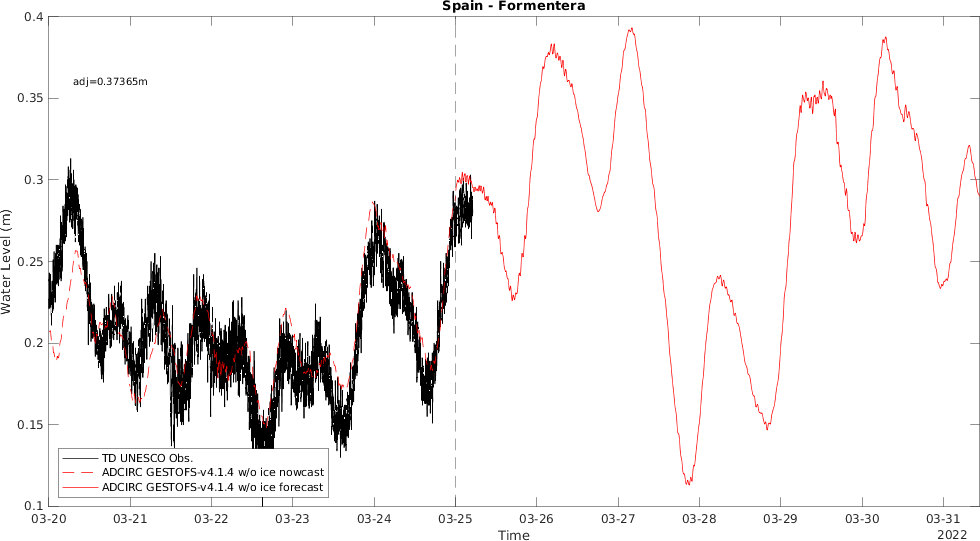 Spain - Formentera
adj=0.37365m
Water Level (m)
0.4
0.35
0.3
0.25
0.2
0.15
0.1
TD UNESCO Obs.
ADCIRC GESTOFS-v4.1.4 w/o ice nowcast
ADCIRC GESTOFS-v4.1.4 w/o ice forecast
03-20 03-21 03-22 03-23 03-24 03-25 03-26 03-27 03-28 03-29 03-30 03-31
Time
2022